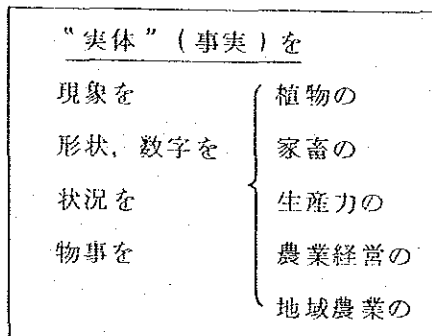 “実体”（事実）を
現象を
形状，数字を
状況を
物事を
植物の
家畜の
生産力の
農業経営の
地域農業の